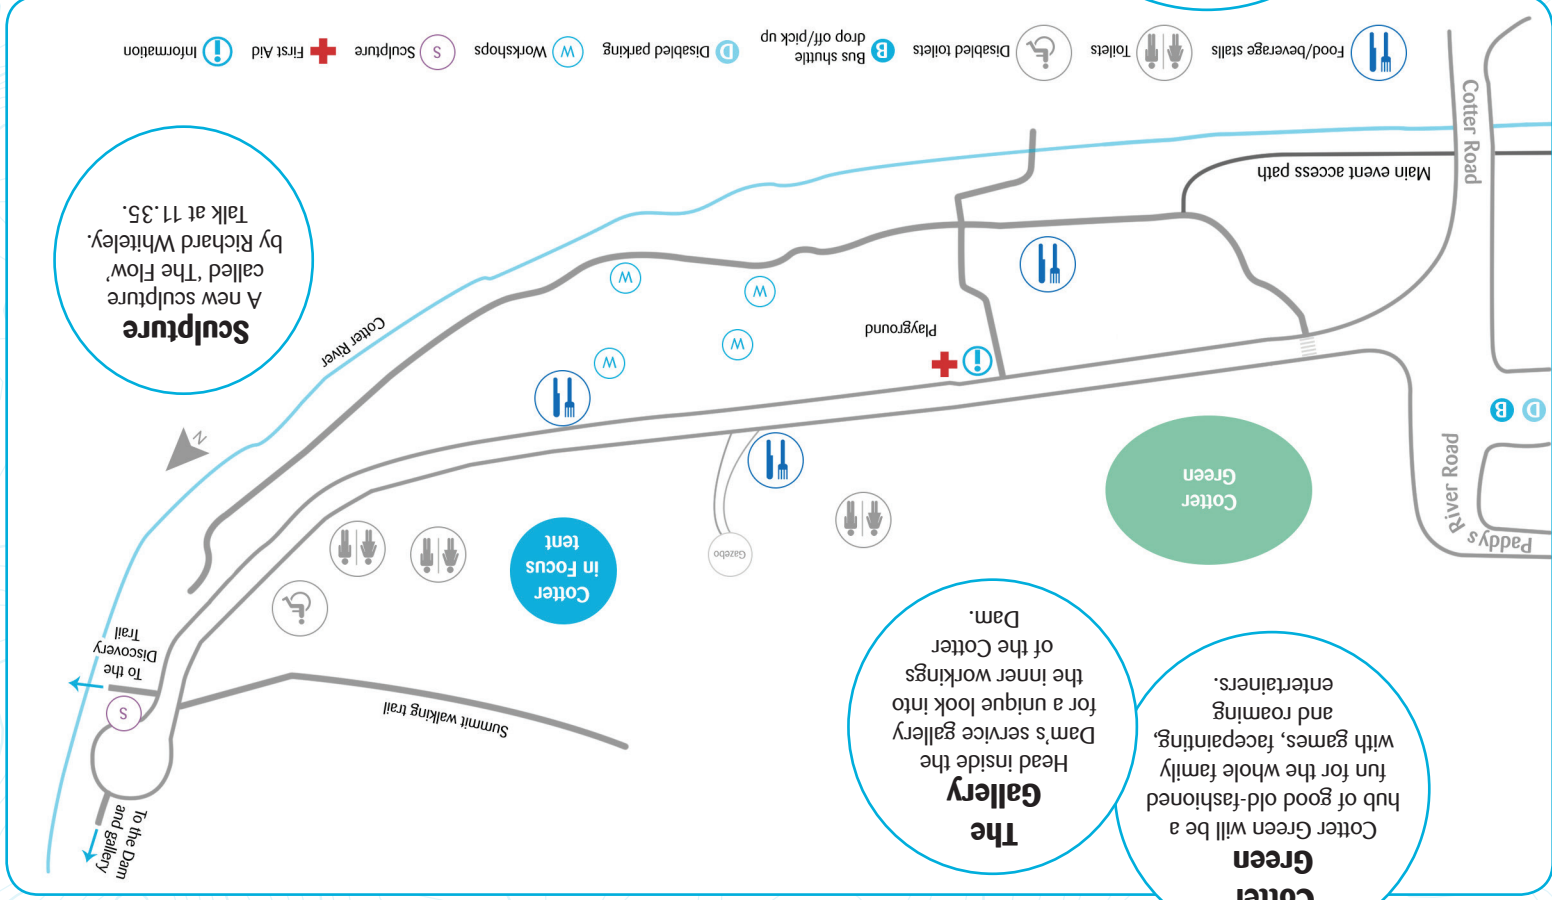 Cotter
Green
Cotter Green will be a
hub of good old-fashioned
fun for the whole family
with games, facepainting,
and roaming
entertainers.
The
Gallery
Head inside the
Dam's service gallery
for a unique look into
the inner workings
of the Cotter
Dam.
To the Dam
and gallery
Summit walking trail
S
To the
Discovery
Trail
Paddys River Road
Cotter
Green
Gazebo
Cotter
in Focus
tent
D
B
N
Playground
W
W
W
W
Cotter River
Sculpture
A new sculpture
called 'The Flow'
by Richard Whiteley.
Talk at 11.35.
Main event access path
Cotter Road
Food/beverage stalls
Toilets
Disabled toilets
B Bus shuttle
drop off/pick up
D Disabled parking
W Workshops
S Sculpture
First Aid
Information